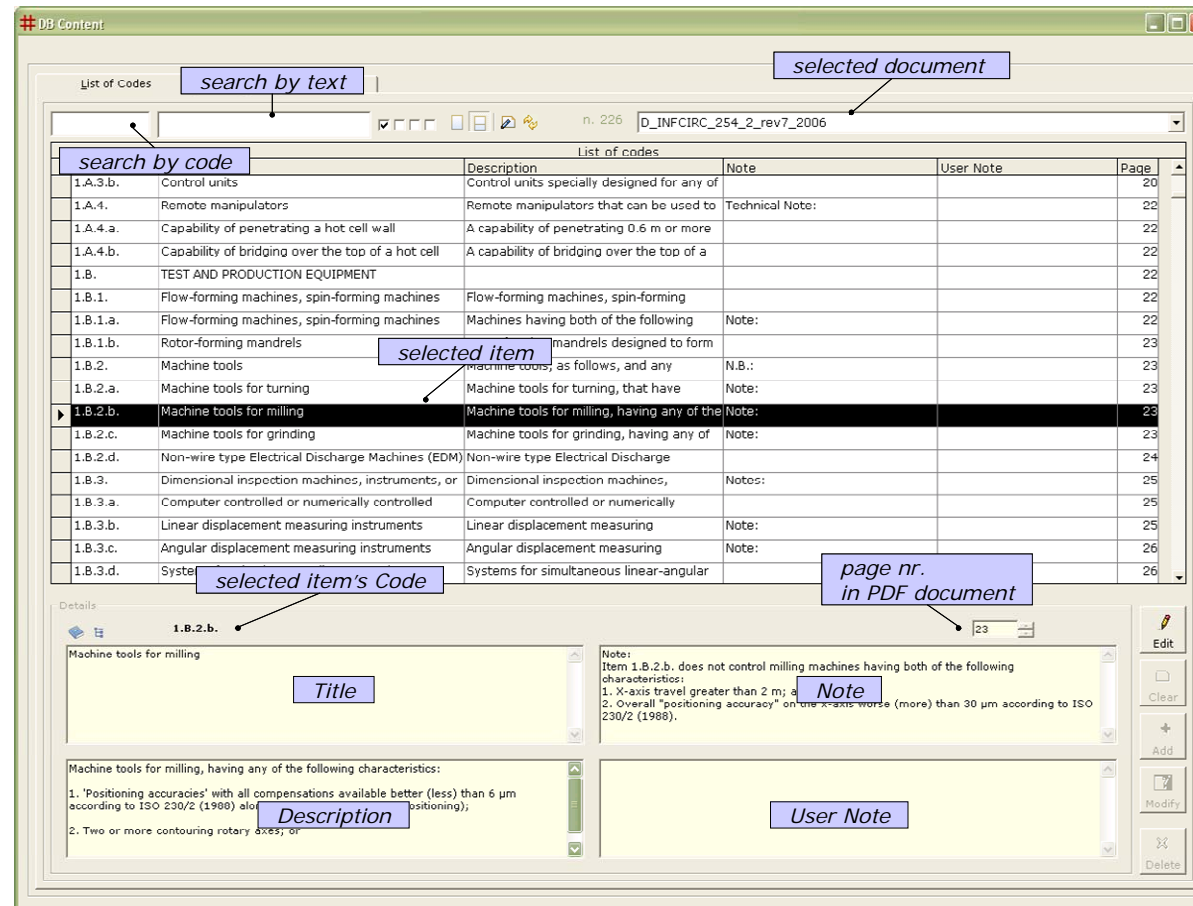 DB Content
selected document
List of Codes
search by text
n. 226 D_INFCIRC_254_2_rev7_2006
search by code
List of codes
Description Note User Note Page
1.A.3.b. Control units Control units specially designed for any of 20
1.A.4. Remote manipulators Remote manipulators that can be used to Technical Note: 22
1.A.4.a. Capability of penetrating a hot cell wall A capability of penetrating 0.6 m or more 22
1.A.4.b. Capability of bridging over the top of a hot cell A capability of bridging over the top of a 22
1.B. TEST AND PRODUCTION EQUIPMENT 22
1.B.1. Flow-forming machines, spin-forming machines Flow-forming machines, spin-forming 22
1.B.1.a. Flow-forming machines, spin-forming machines Machines having both of the following Note: 22
1.B.1.b. Rotor-forming mandrels mandrels designed to form 23
selected item
1.B.2. Machine tools Machine tools, as follows, and any N.B.: 23
1.B.2.a. Machine tools for turning Machine tools for turning, that have Note: 23
1.B.2.b. Machine tools for milling Machine tools for milling, having any of the Note: 23
1.B.2.c. Machine tools for grinding Machine tools for grinding, having any of Note: 23
1.B.2.d. Non-wire type Electrical Discharge Machines (EDM) Non-wire type Electrical Discharge 24
1.B.3. Dimensional inspection machines, instruments, or Dimensional inspection machines, Notes: 25
1.B.3.a. Computer controlled or numerically controlled Computer controlled or numerically 25
1.B.3.b. Linear displacement measuring instruments Linear displacement measuring Note: 25
1.B.3.c. Angular displacement measuring instruments Angular displacement measuring Note: 26
1.B.3.d. Systems for simultaneous linear-angular 26
selected item's Code
page nr.
in PDF document
Details
1.B.2.b. 23
Edit
Machine tools for milling
Title
Note:
Item 1.B.2.b. does not control milling machines having both of the following
characteristics:
1. X-axis travel greater than 2 m;
2. Overall "positioning accuracy" on the x-axis worse (more) than 30 µm according to ISO
230/2 (1988).
Note
Clear
Add
Machine tools for milling, having any of the following characteristics:
1. 'Positioning accuracies' with all compensations available better (less) than 6 µm
according to ISO 230/2 (1988)
2. Two or more contouring rotary axes; or
Description
User Note
Modify
Delete